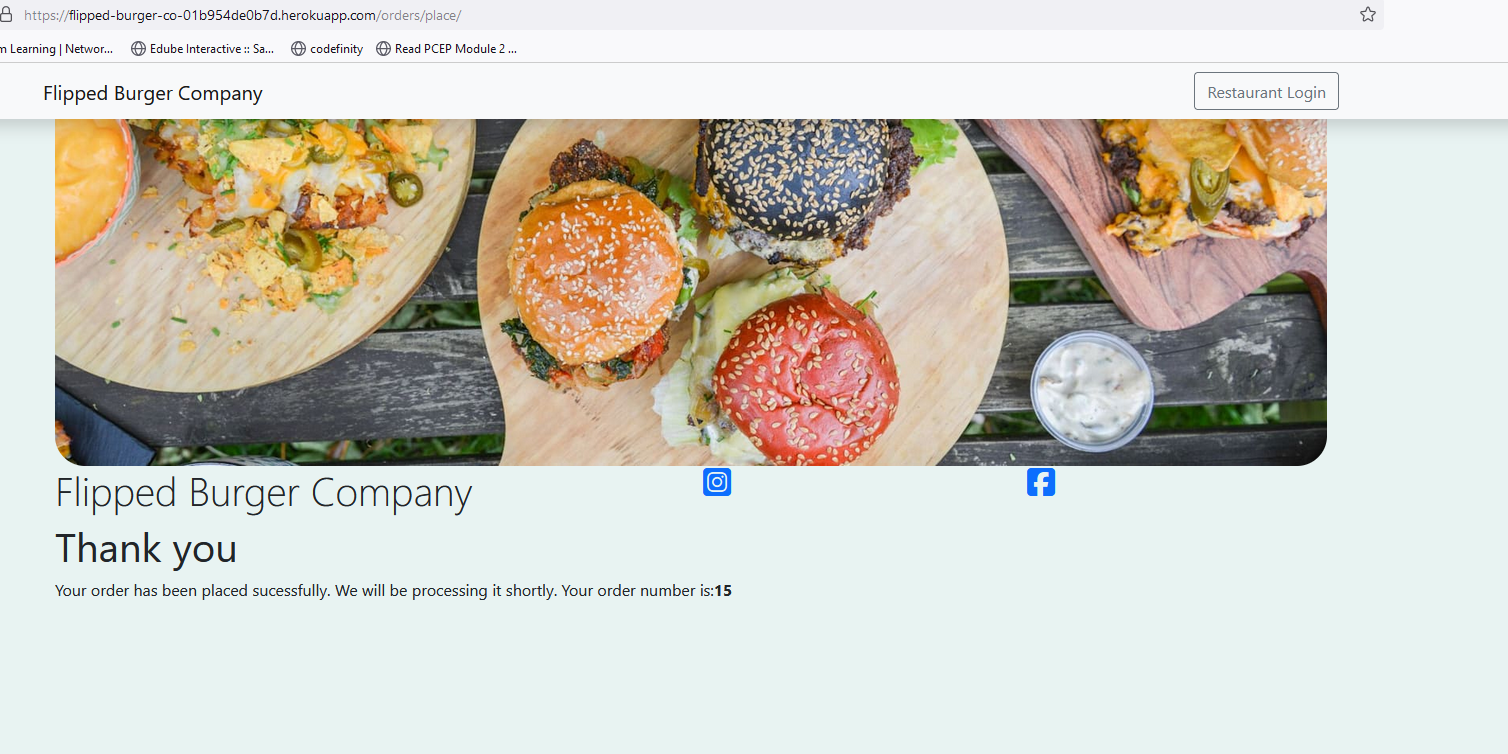 https://flipped-burger-co-01b954de0b7d.herokuapp.com/orders/place/
m Learning | Networ... Edube Interactive :: Sa... codefinity Read PCEP Module 2 ...
Flipped Burger Company Restaurant Login
Flipped Burger Company
Thank you
Your order has been placed sucessfully. We will be processing it shortly. Your order number is:15